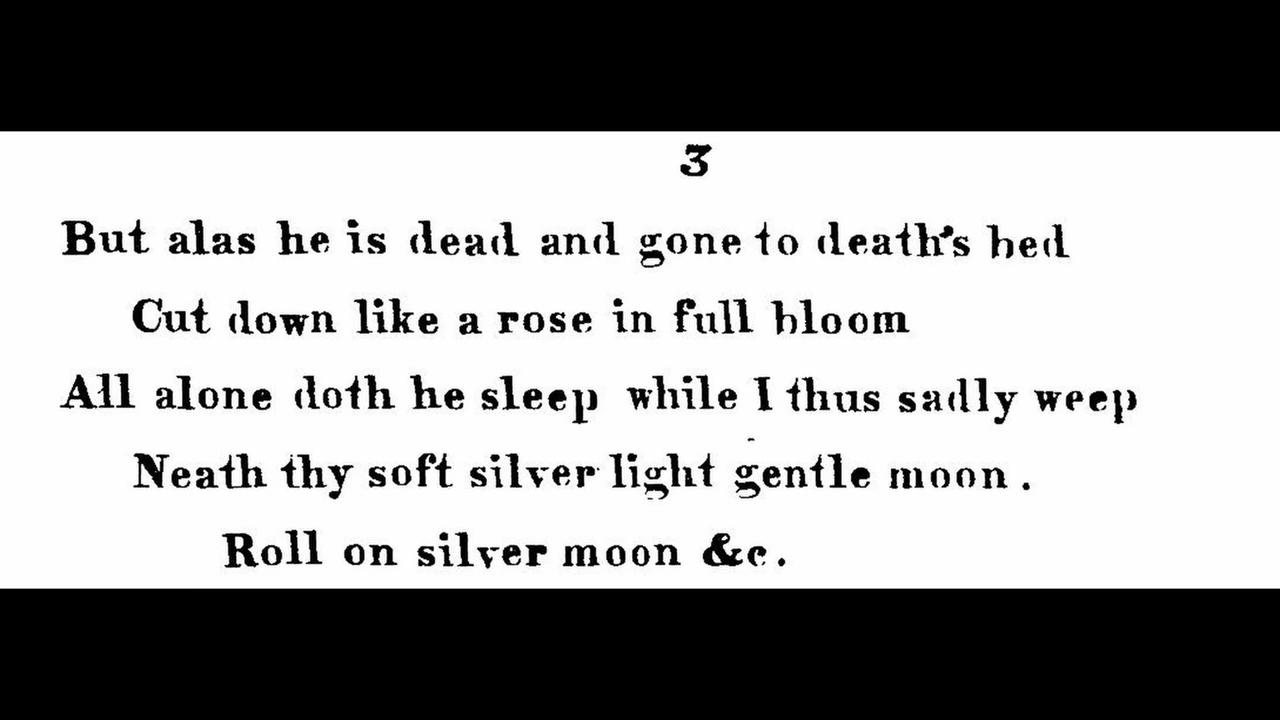 3
But alas he is dead and gone to death's bed
Cut down like a rose in full bloom
All alone doth he sleep while I thus sadly weep
Neath thy soft silver light gentle moon.
Roll on silver moon &c.